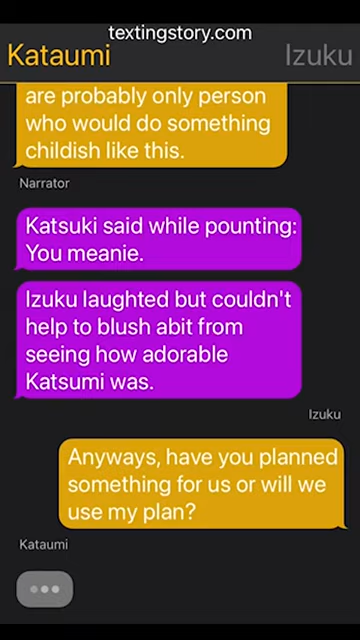 textingstory.com
Kataumi
Izuku
are probably only person
who would do something
childish like this.
Narrator
Katsuki said while pounting:
You meanie.
Izuku laughted but couldn't
help to blush abit from
seeing how adorable
Katsumi was.
Izuku
Anyways, have you planned
something for us or will we
use my plan?
Kataumi